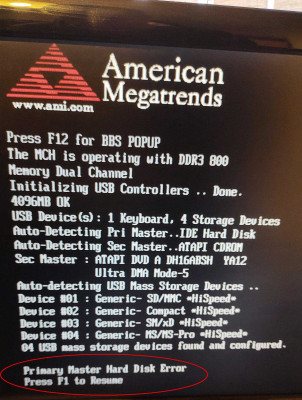 American
Megatrends
www.ami.com
Press F12 for BBS POPUP
The MCH is operating with DDR3 800
Memory Dual Channel
Initializing USB Controllers .. Done.
4096MB OK
USB Device(s): 1 Keyboard, 4 Storage Devices
Auto-Detecting Pri Master..IDE Hard Disk
Auto-Detecting Sec Master..ATAPI CDROM
Sec Master : ATAPI DVD A DH16ABSH YA12
Ultra DMA Mode-5
Auto-detecting USB Mass Storage Devices ..
Device #01 : Generic- SD/MMC *HiSpeed*
Device #02 : Generic- Compact *HiSpeed*
Device #03 : Generic- SM/xD *HiSpeed*
Device #04 : Generic- MS/MS-Pro *HiSpeed*
04 USB mass storage devices found and configured.
Primary Master Hard Disk Error
Press F1 to Resume